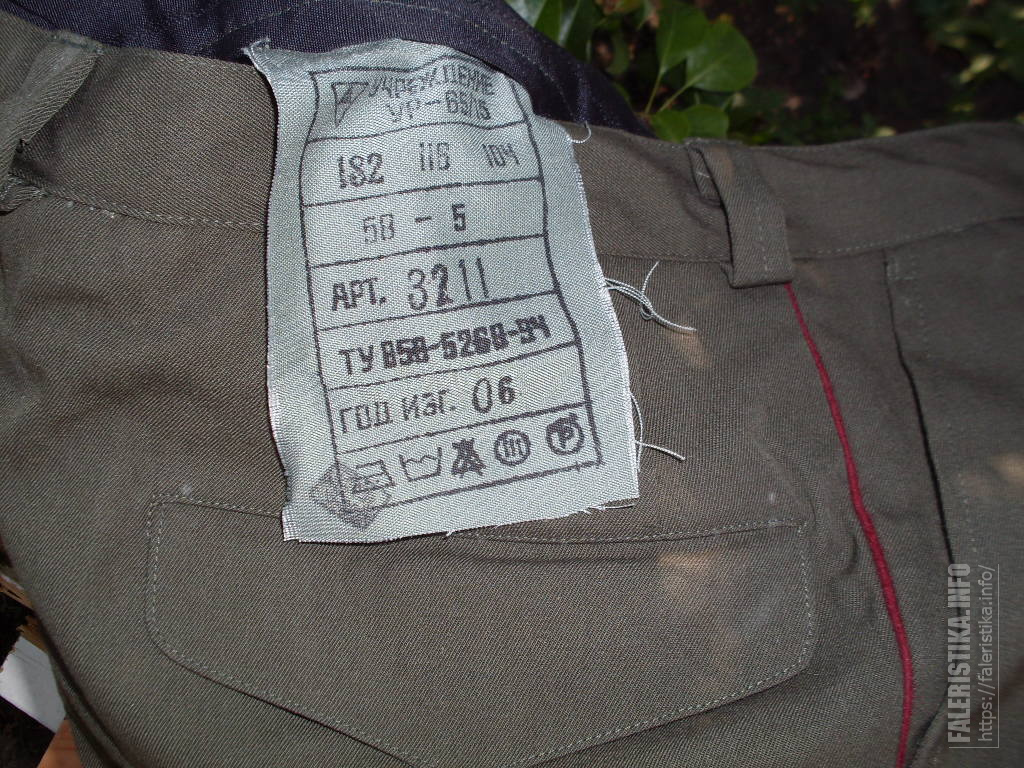 УЧРЕЖДЕНИЕ
УР-65/15
182 116 104
58 - 5
АРТ. 3211
ТУ 858-5268-94
ГОД ИЗГ. 06
FALERISTIKA.INFO
https://faleristika.info/